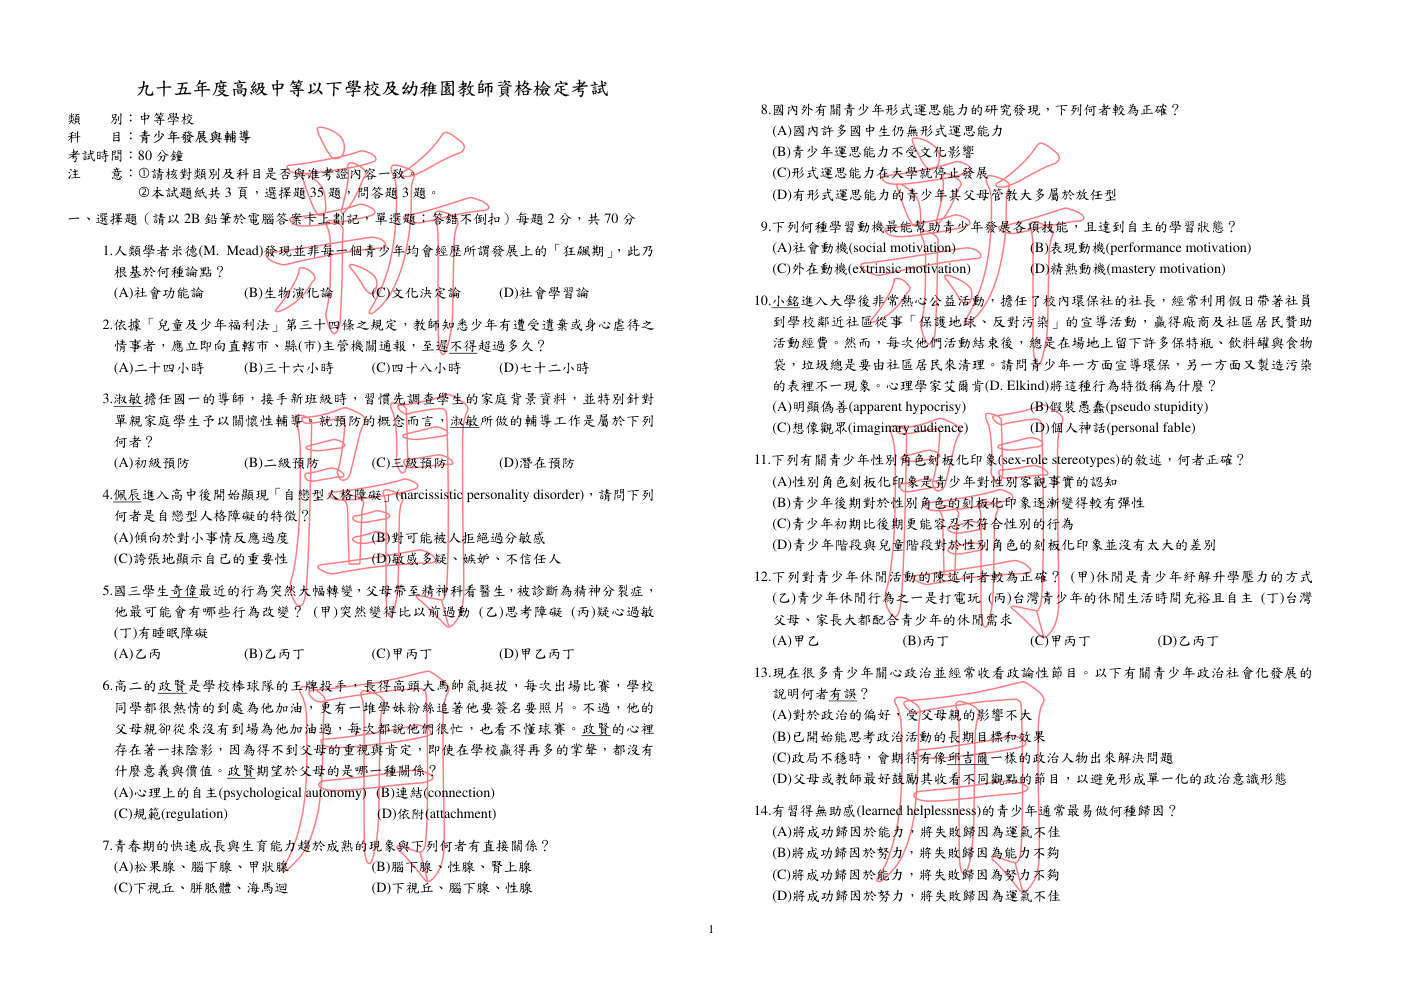 九十五年度高級中等以下學校及幼稚園教師資格檢定考試
類　　別：中等學校
科　　目：青少年發展與輔導
考試時間：80 分鐘
注　　意：①請核對類別及科目是否與准考證內容一致。
②本試題紙共 3 頁，選擇題 35 題，問答題 3 題。
一、選擇題（請以 2B 鉛筆於電腦答案卡上劃記，單選題；答錯不倒扣）每題 2 分，共 70 分
1.人類學者米德(M. Mead)發現並非每一個青少年均會經歷所謂發展上的「狂飆期」，此乃
根基於何種論點？
(A)社會功能論 (B)生物演化論 (C)文化決定論 (D)社會學習論
2.依據「兒童及少年福利法」第三十四條之規定，教師知悉少年有遭受遺棄或身心虐待之
情事者，應立即向直轄市、縣(市)主管機關通報，至遲不得超過多久？
(A)二十四小時 (B)三十六小時 (C)四十八小時 (D)七十二小時
3.淑敏擔任國一的導師，接手新班級時，習慣先調查學生的家庭背景資料，並特別針對
單親家庭學生予以關懷性輔導。就預防的概念而言，淑敏所做的輔導工作是屬於下列
何者？
(A)初級預防 (B)二級預防 (C)三級預防 (D)潛在預防
4.佩辰進入高中後開始顯現「自戀型人格障礙」(narcissistic personality disorder)，請問下列
何者是自戀型人格障礙的特徵？
(A)傾向於對小事情反應過度 (B)對可能被人拒絕過分敏感
(C)誇張地顯示自己的重要性 (D)敏感多疑、嫉妒、不信任人
5.國三學生奇偉最近的行為突然大幅轉變，父母帶至精神科看醫生，被診斷為精神分裂症，
他最可能會有哪些行為改變？ (甲)突然變得比以前過動 (乙)思考障礙 (丙)疑心過敏
(丁)有睡眠障礙
(A)乙丙 (B)乙丙丁 (C)甲丙丁 (D)甲乙丙丁
6.高二的政賢是學校棒球隊的王牌投手，長得高頭大馬帥氣挺拔，每次出場比賽，學校
同學都很熱情的到處為他加油，更有一堆學妹粉絲追著他要簽名要照片。不過，他的
父母親卻從來沒有到場為他加油過，每次都說他們很忙，也看不懂球賽。政賢的心裡
存在著一抹陰影，因為得不到父母的重視與肯定，即使在學校贏得再多的掌聲，都沒有
什麼意義與價值。政賢期望於父母的是哪一種關係？
(A)心理上的自主(psychological autonomy) (B)連結(connection)
(C)規範(regulation) (D)依附(attachment)
7.青春期的快速成長與生育能力趨於成熟的現象與下列何者有直接關係？
(A)松果腺、腦下腺、甲狀腺 (B)腦下腺、性腺、腎上腺
(C)下視丘、胼胝體、海馬迴 (D)下視丘、腦下腺、性腺
8.國內外有關青少年形式運思能力的研究發現，下列何者較為正確？
(A)國內許多國中生仍無形式運思能力
(B)青少年運思能力不受文化影響
(C)形式運思能力在大學就停止發展
(D)有形式運思能力的青少年其父母管教大多屬於放任型
9.下列何種學習動機最能幫助青少年發展各項技能，且達到自主的學習狀態？
(A)社會動機(social motivation) (B)表現動機(performance motivation)
(C)外在動機(extrinsic motivation) (D)精熟動機(mastery motivation)
10.小銘進入大學後非常熱心公益活動，擔任了校內環保社的社長，經常利用假日帶著社員
到學校鄰近社區從事「保護地球、反對污染」的宣導活動，贏得廠商及社區居民贊助
活動經費。然而，每次他們活動結束後，總是在場地上留下許多保特瓶、飲料罐與食物
袋，垃圾總是要由社區居民來清理。請問青少年一方面宣導環保，另一方面又製造污染
的表裡不一現象。心理學家艾爾肯(D. Elkind)將這種行為特徵稱為什麼？
(A)明顯偽善(apparent hypocrisy) (B)假裝愚蠢(pseudo stupidity)
(C)想像觀眾(imaginary audience) (D)個人神話(personal fable)
11.下列有關青少年性別角色刻板化印象(sex-role stereotypes)的敘述，何者正確？
(A)性別角色刻板化印象是青少年對性別客觀事實的認知
(B)青少年後期對於性別角色的刻板化印象逐漸變得較有彈性
(C)青少年初期比後期更能容忍不符合性別的行為
(D)青少年階段與兒童階段對於性別角色的刻板化印象並沒有太大的差別
12.下列對青少年休閒活動的陳述何者較為正確？ (甲)休閒是青少年紓解升學壓力的方式
(乙)青少年休閒行為之一是打電玩 (丙)台灣青少年的休閒生活時間充裕且自主 (丁)台灣
父母、家長大都配合青少年的休閒需求
(A)甲乙 (B)丙丁 (C)甲丙丁 (D)乙丙丁
13.現在很多青少年關心政治並經常收看政論性節目。以下有關青少年政治社會化發展的
說明何者有誤？
(A)對於政治的偏好，受父母親的影響不大
(B)已開始能思考政治活動的長期目標和效果
(C)政局不穩時，會期待有像邱吉爾一樣的政治人物出來解決問題
(D)父母或教師最好鼓勵其收看不同觀點的節目，以避免形成單一化的政治意識形態
14.有習得無助感(learned helplessness)的青少年通常最易做何種歸因？
(A)將成功歸因於能力，將失敗歸因為運氣不佳
(B)將成功歸因於努力，將失敗歸因為能力不夠
(C)將成功歸因於能力，將失敗歸因為努力不夠
(D)將成功歸因於努力，將失敗歸因為運氣不佳
1